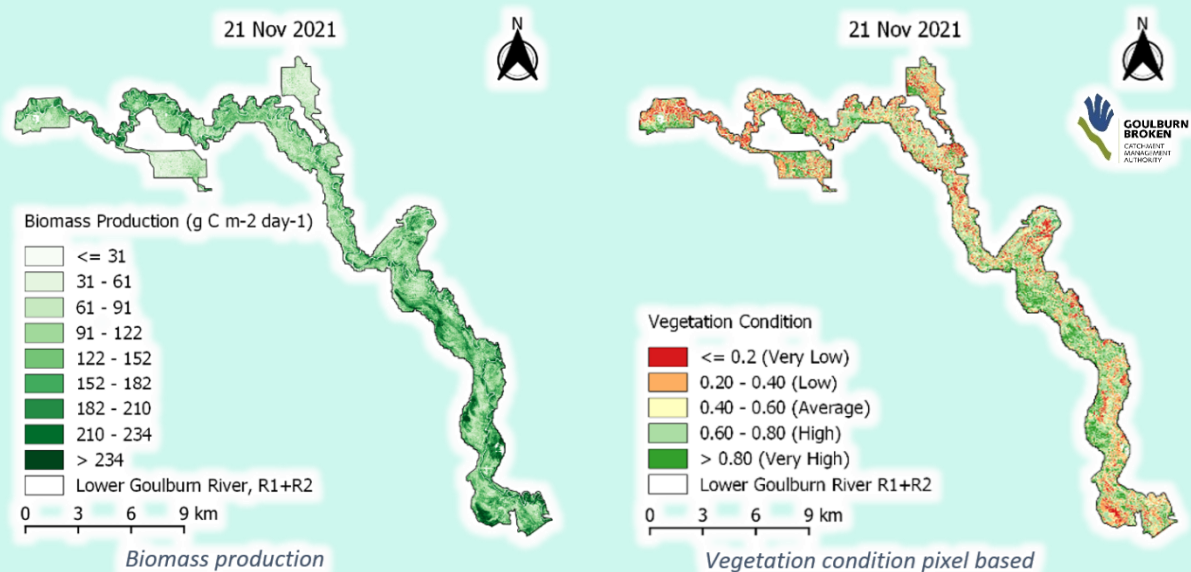 21 Nov 2021
N
Biomass Production (g C m-2 day-1)
<= 31
31 - 61
61 - 91
91 - 122
122 - 152
152 - 182
182 - 210
210 - 234
> 234
Lower Goulburn River, R1+R2
0 3 6 9 km
Biomass production
21 Nov 2021
N
GOULBURN
BROKEN
CATCHMENT
MANAGEMENT
AUTHORITY
Vegetation Condition
<= 0.2 (Very Low)
0.20 - 0.40 (Low)
0.40 - 0.60 (Average)
0.60 - 0.80 (High)
> 0.80 (Very High)
Lower Goulburn River R1+R2
0 3 6 9 km
Vegetation condition pixel based